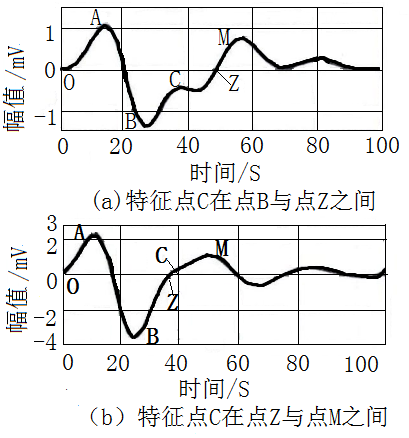 幅值/mV
1
0
-1
A
O
B
C
Z
M
0 20 40 60 80 100
时间/S
(a)特征点C在点B与点Z之间
幅值/mV
3
2
0
-2
-4
A
O
B
C
Z
M
0 20 40 60 80 100
时间/S
(b) 特征点C在点Z与点M之间